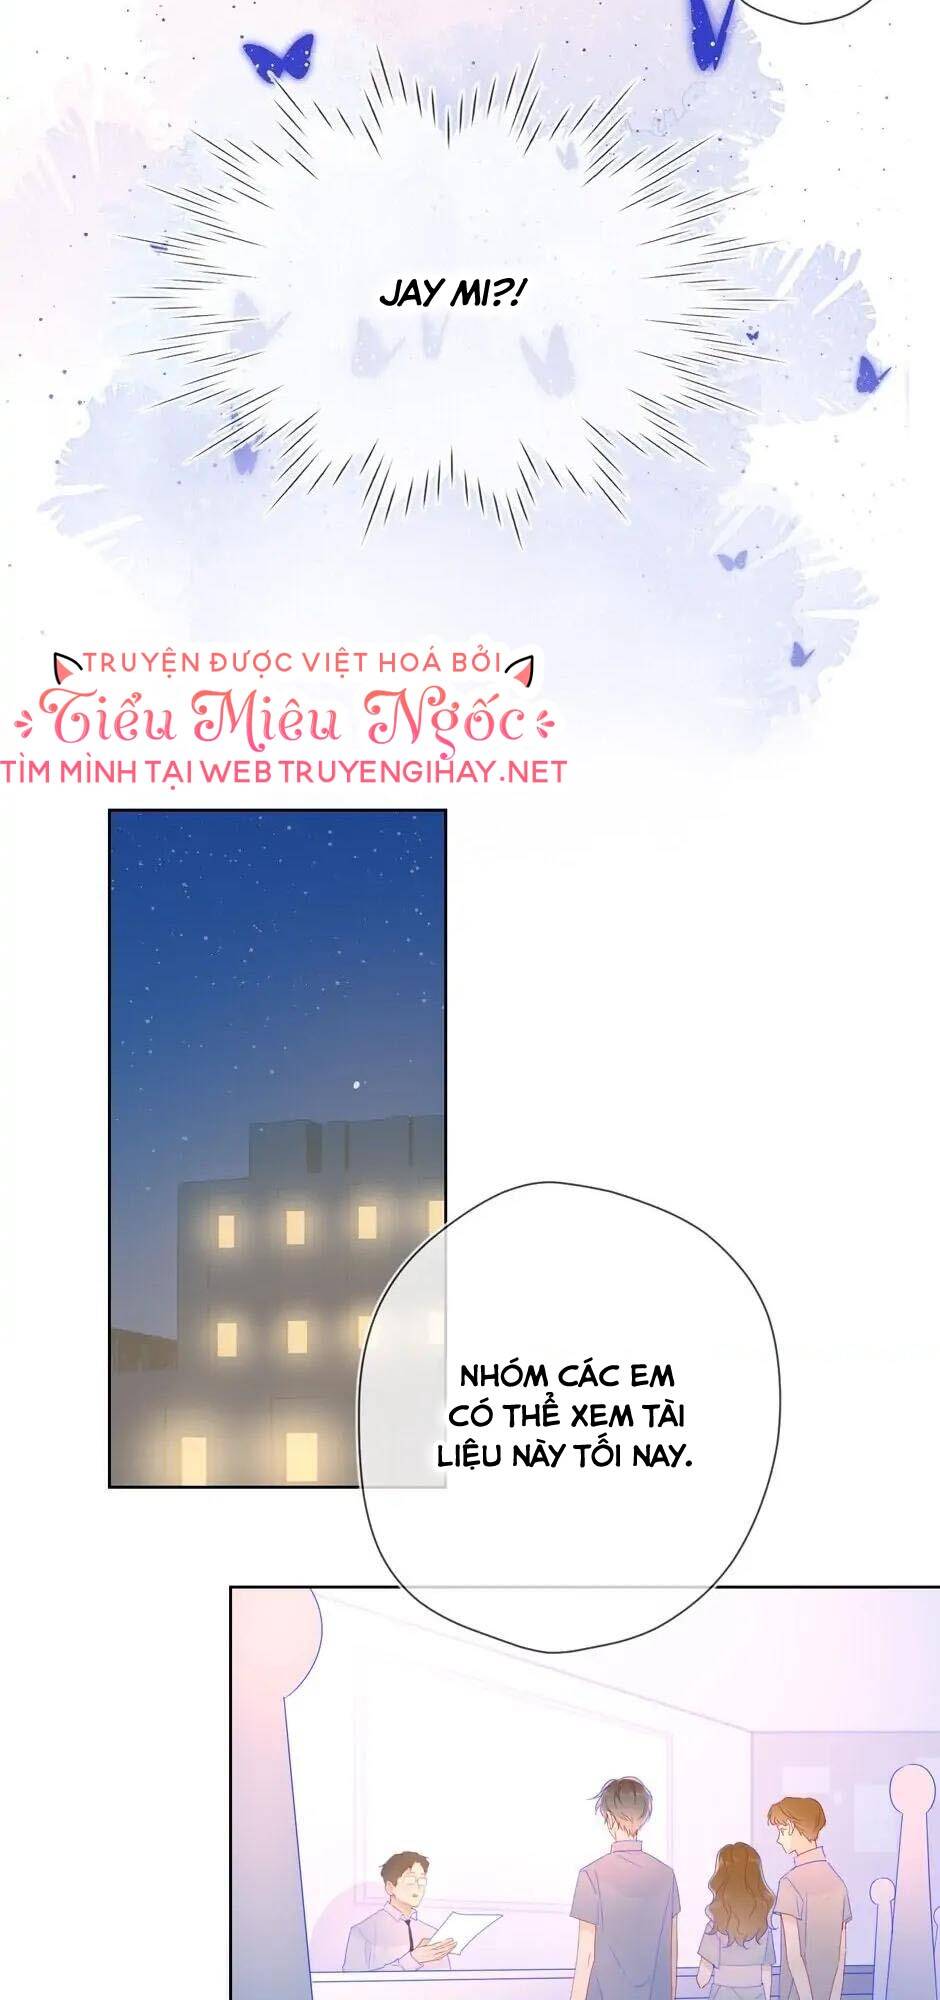 JAY MI?!
TRUYỆN ĐƯỢC VIỆT HOÁ BỞI
Tiểu Miêu Ngốc
TÌM MÌNH TẠI WEB TRUYENGIHAY.NET
NHÓM CÁC EM
CÓ THỂ XEM TÀI
LIỆU NÀY TỐI NAY.